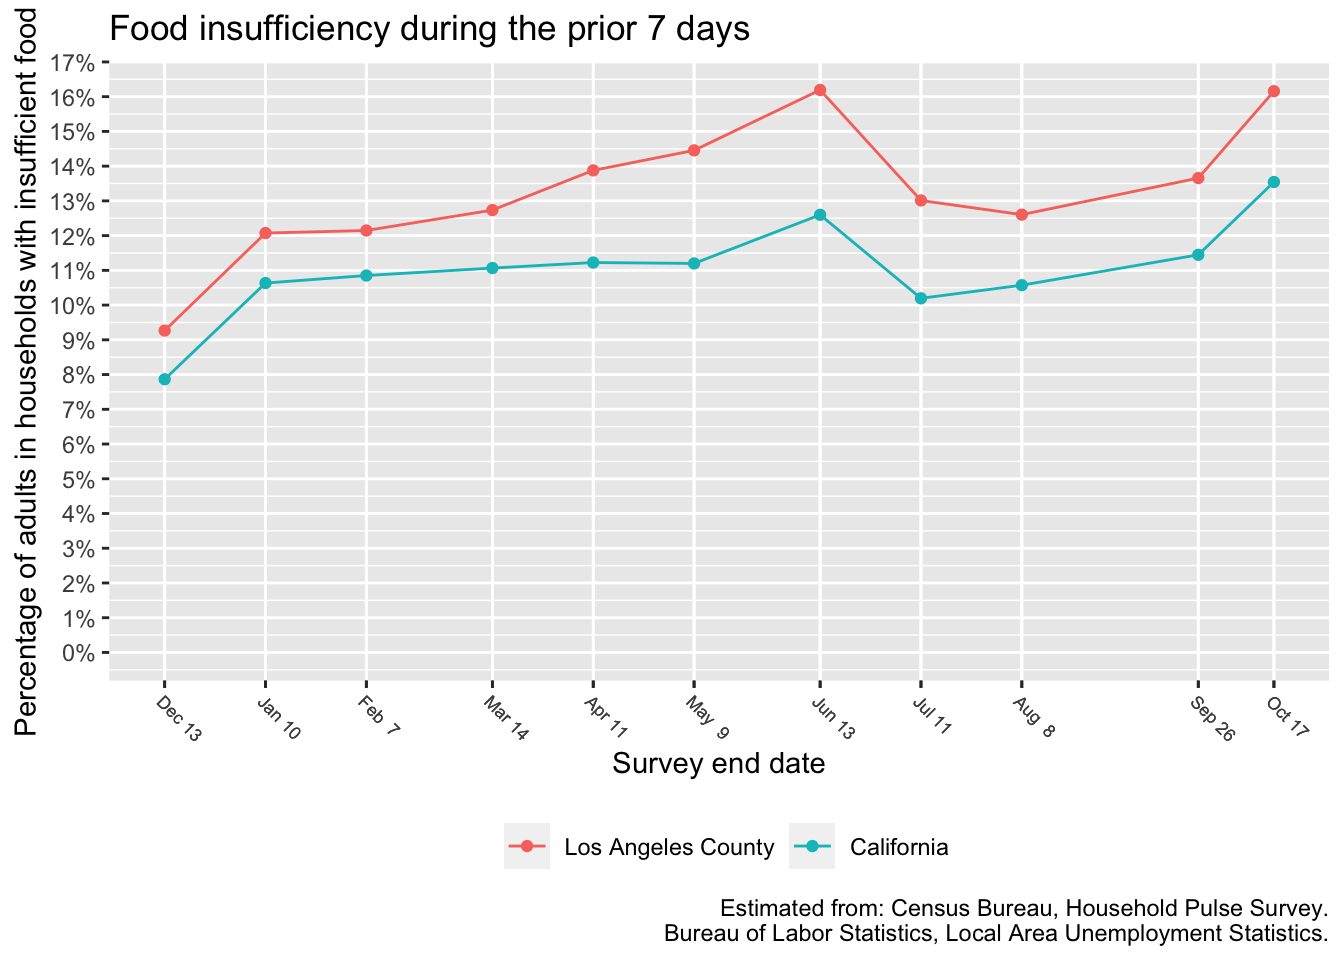 Food insufficiency during the prior 7 days
Percentage of adults in households with insufficient food
17%
16%
15%
14%
13%
12%
11%
10%
9%
8%
7%
6%
5%
4%
3%
2%
1%
0%
Dec 13
Jan 10
Feb 7
Mar 14
Apr 11
May 9
Jun 13
Jul 11
Aug 8
Sep 26
Oct 17
Survey end date
Los Angeles County
California
Estimated from: Census Bureau, Household Pulse Survey.
Bureau of Labor Statistics, Local Area Unemployment Statistics.